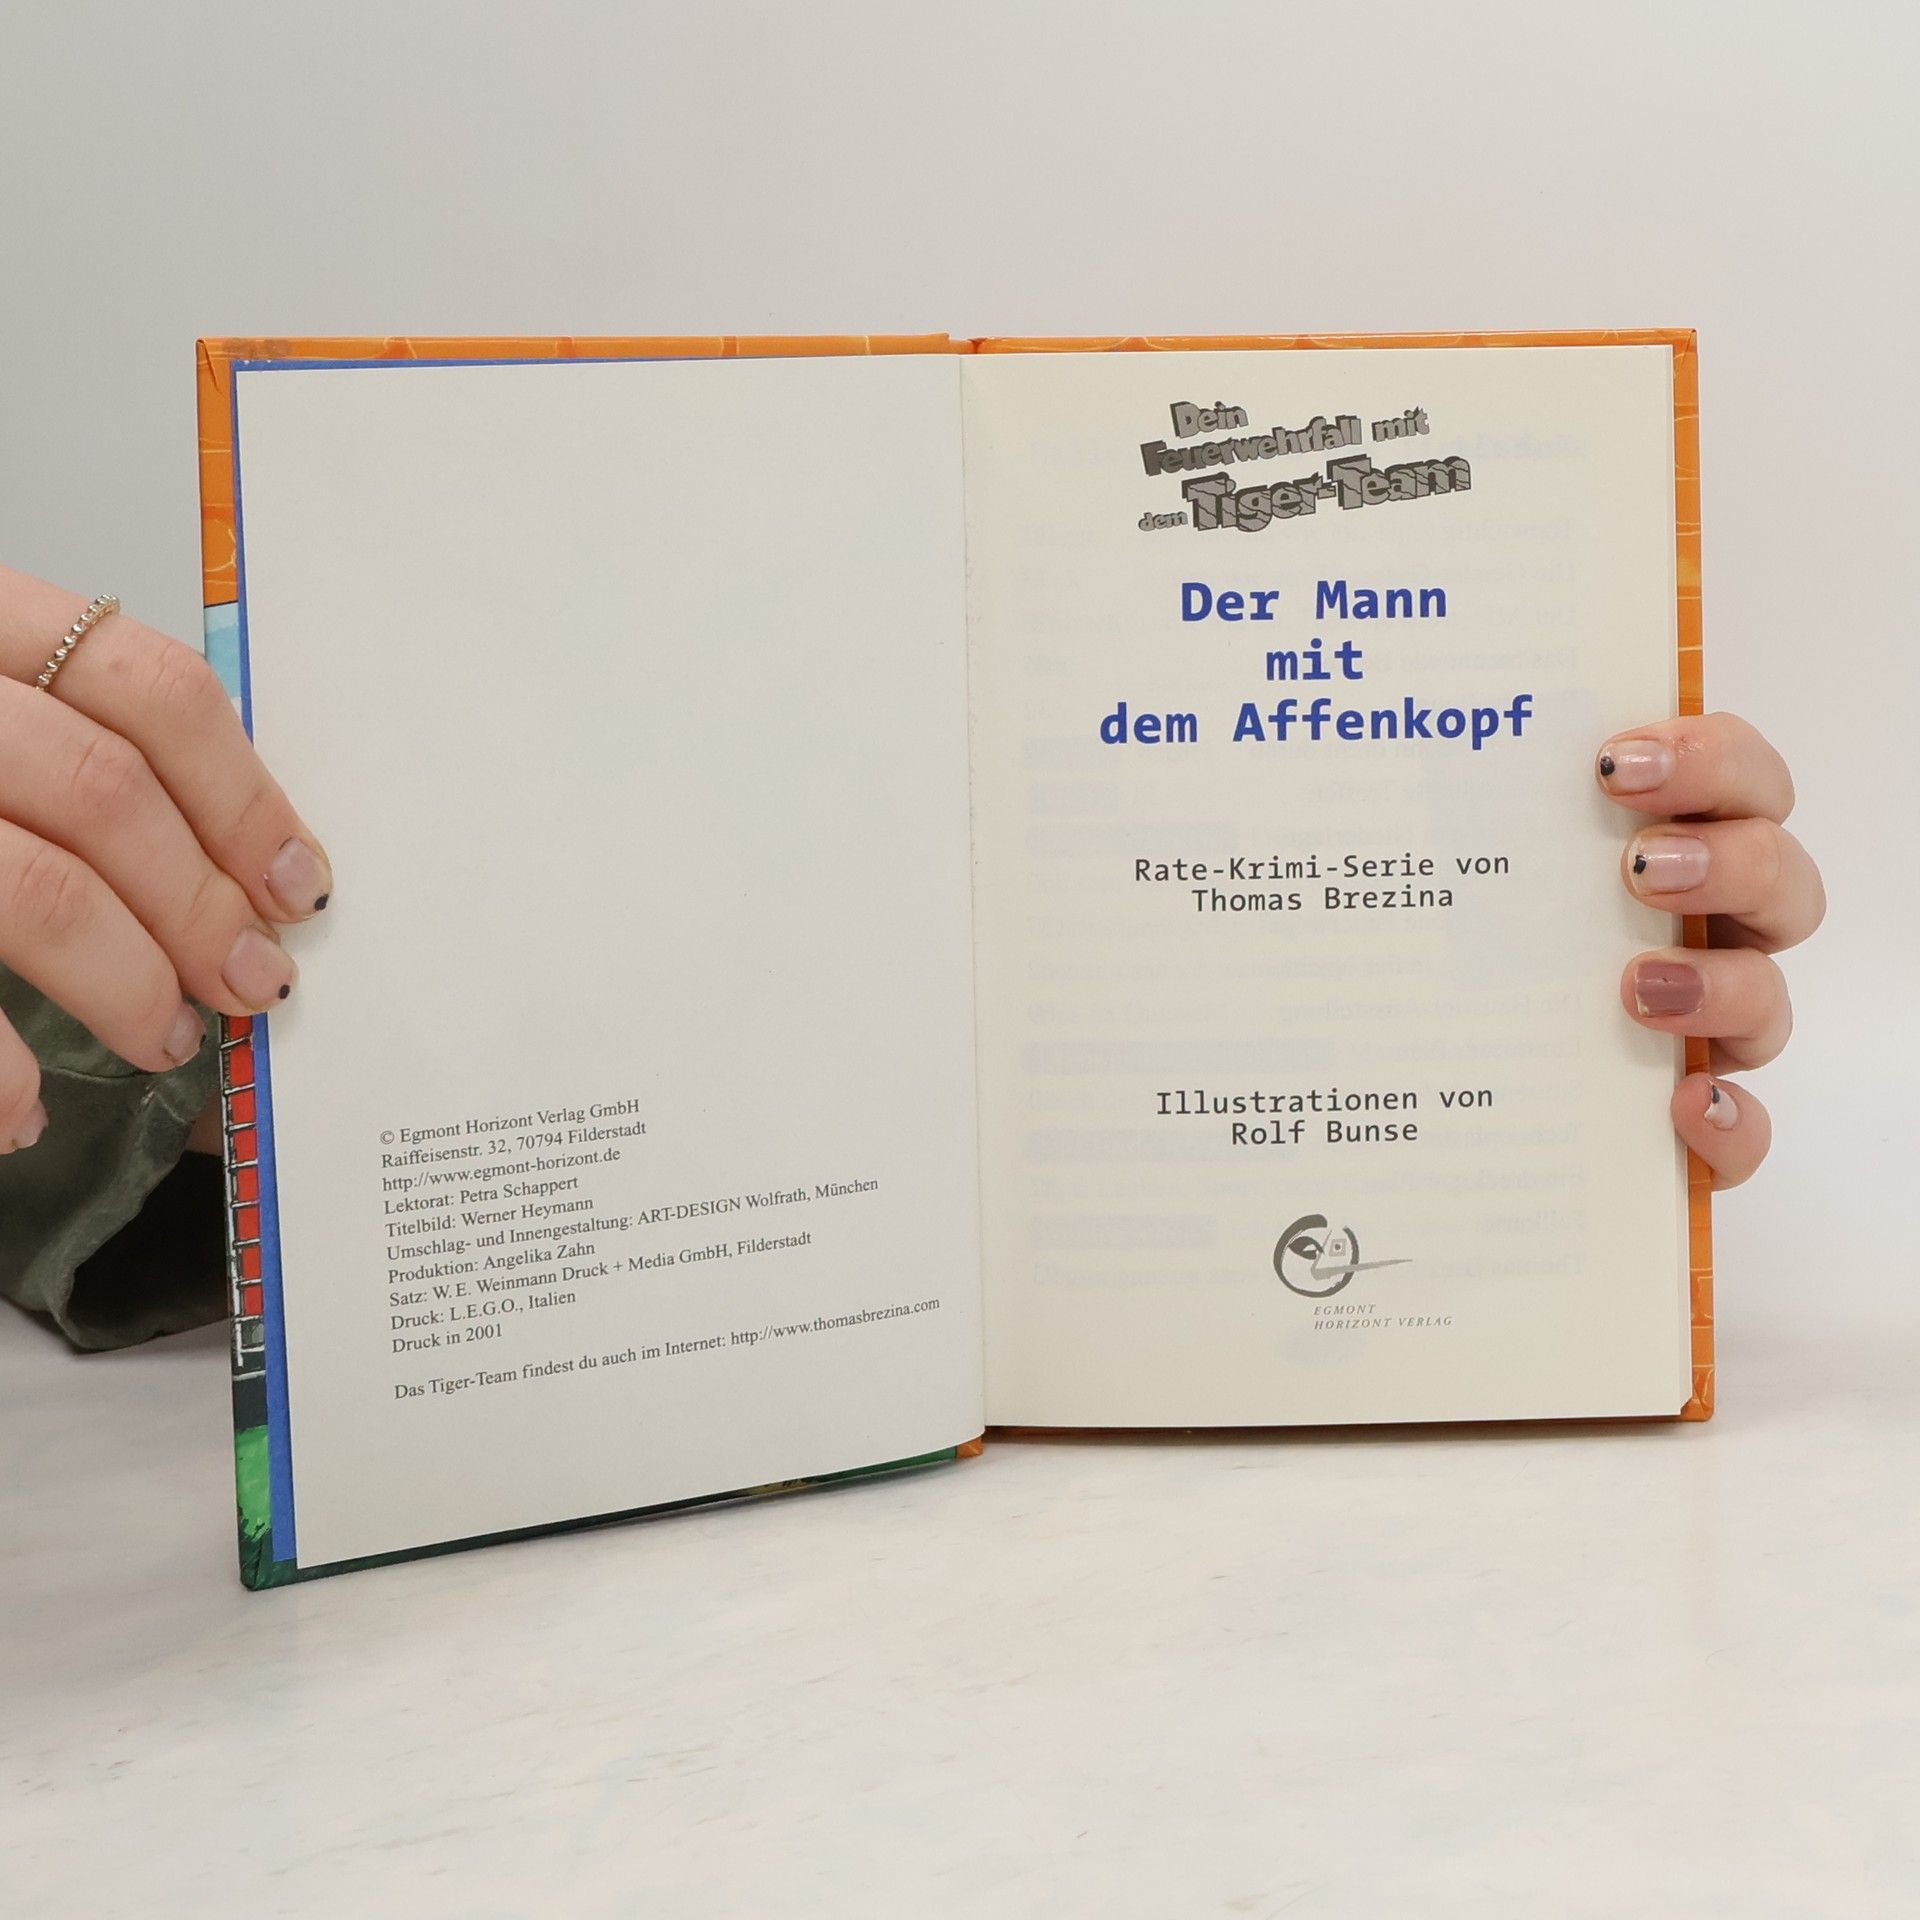 © Egmont Horizont Verlag GmbH
Raiffeisenstr. 32, 70794 Filderstadt
http://www.egmont-horizont.de
Lektorat: Petra Schappert
Titelbild: Werner Heymann
Umschlag- und Innengestaltung: ART-DESIGN Wolfrath, München
Produktion: Angelika Zahn
Satz: W. E. Weinmann Druck + Media GmbH, Filderstadt
Druck: L.E.G.O., Italien
Druck in 2001
Das Tiger-Team findest du auch im Internet: http://www.thomasbrezina.com
Dein
Feuerwehrfall mit
dem Tiger-Team
Der Mann
mit
dem Affenkopf
Rate-Krimi-Serie von
Thomas Brezina
Illustrationen von
Rolf Bunse
EGMONT
HORIZONT VERLAG